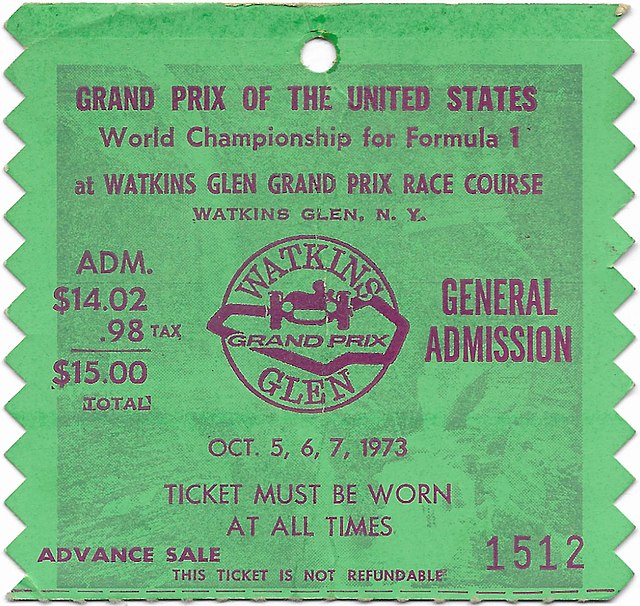 GRAND PRIX OF THE UNITED STATES
World Championship for Formula 1
at WATKINS GLEN GRAND PRIX RACE COURSE
WATKINS GLEN, N. Y.
ADM.
$14.02
.98 TAX
$15.00
TOTAL
WATKINS
GRAND PRIX
GLEN
GENERAL
ADMISSION
OCT. 5, 6, 7, 1973
TICKET MUST BE WORN
AT ALL TIMES
ADVANCE SALE
THIS TICKET IS NOT REFUNDABLE
1512